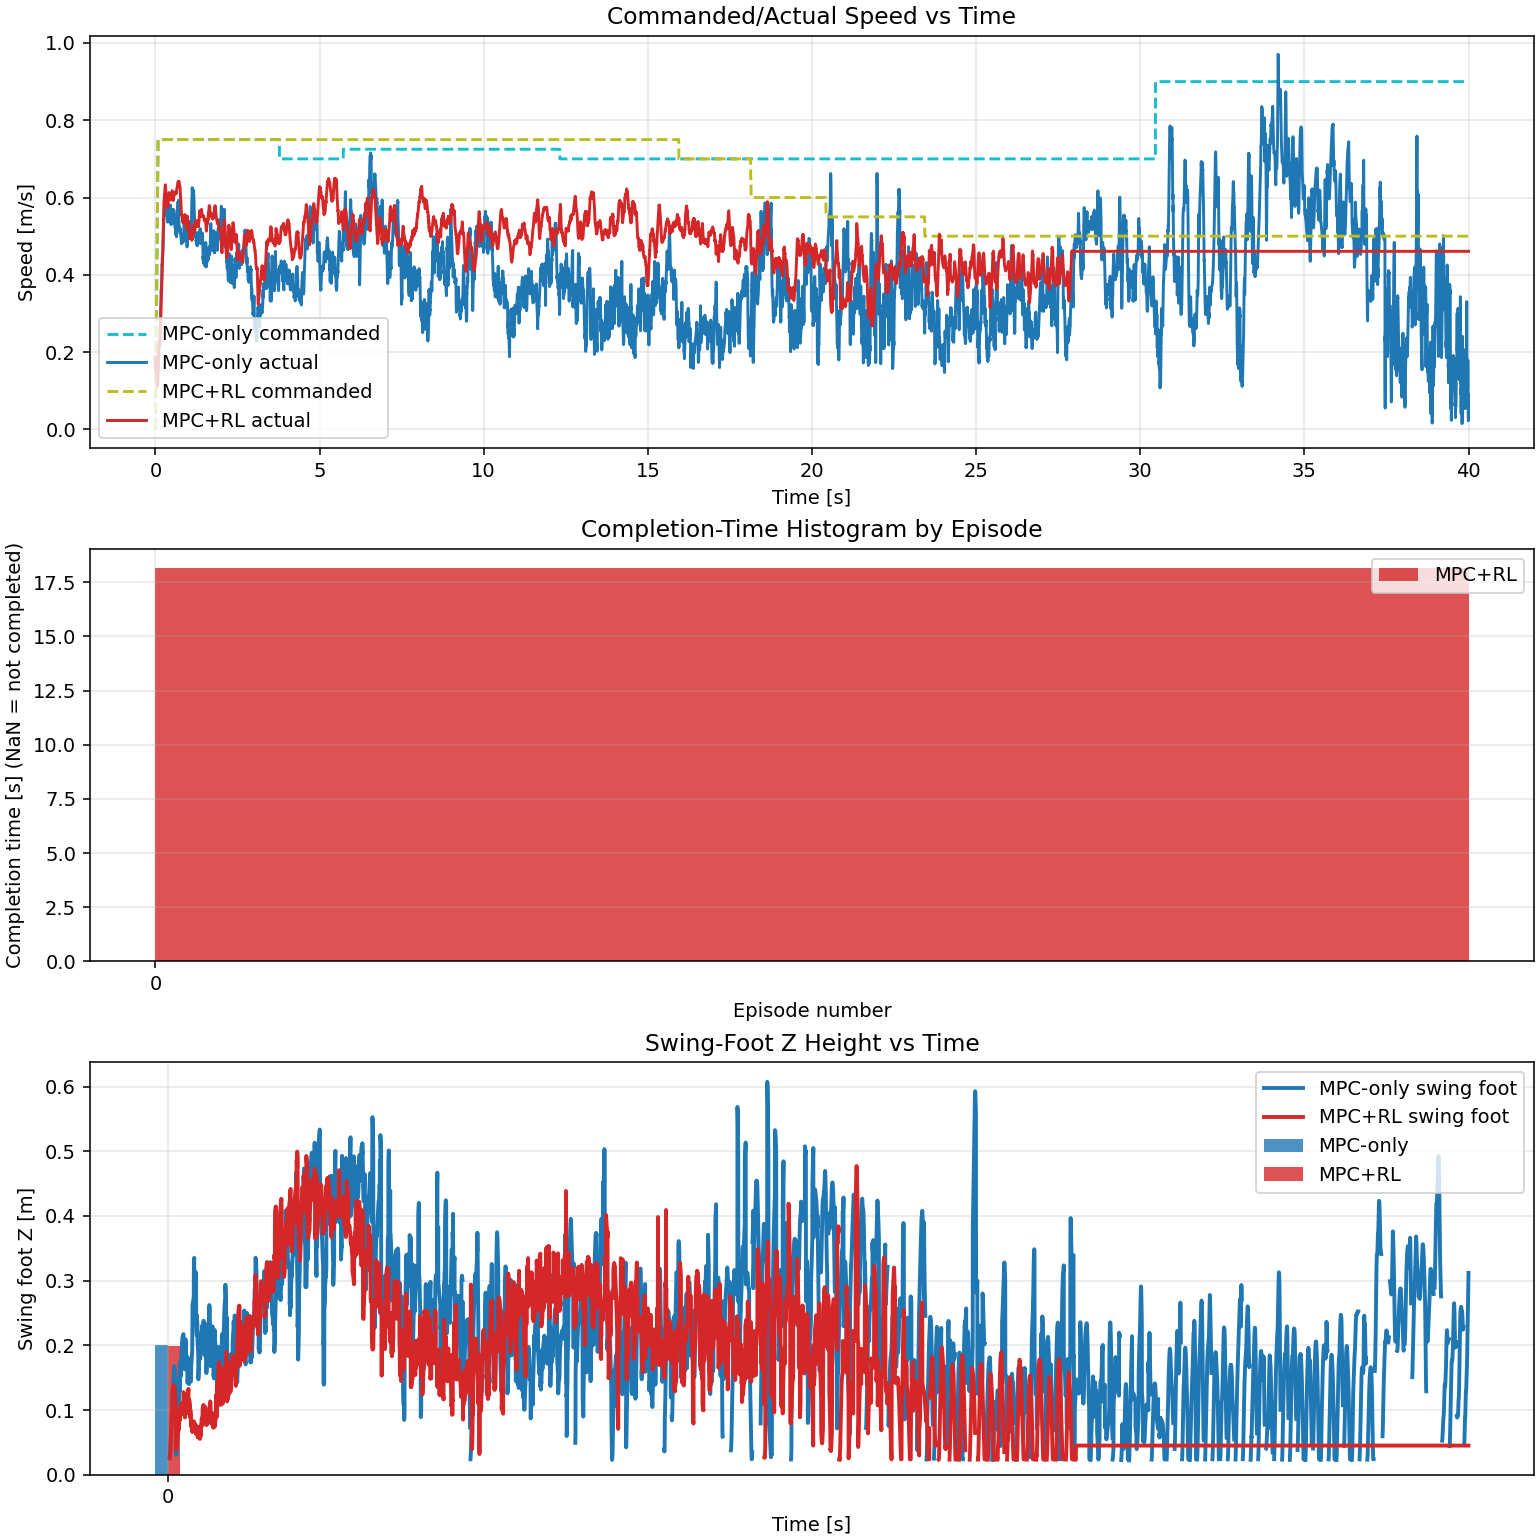 Commanded/Actual Speed vs Time
Speed [m/s]
1.0
0.8
0.6
0.4
0.2
0.0
MPC-only commanded
MPC-only actual
MPC+RL commanded
MPC+RL actual
0 5 10 15 20 25 30 35 40
Time [s]
Completion-Time Histogram by Episode
Completion time [s] (NaN = not completed)
17.5
15.0
12.5
10.0
7.5
5.0
2.5
0.0
MPC+RL
0
Episode number
Swing-Foot Z Height vs Time
Swing foot Z [m]
0.6
0.5
0.4
0.3
0.2
0.1
0.0
MPC-only swing foot
MPC+RL swing foot
MPC-only
MPC+RL
0
Time [s]